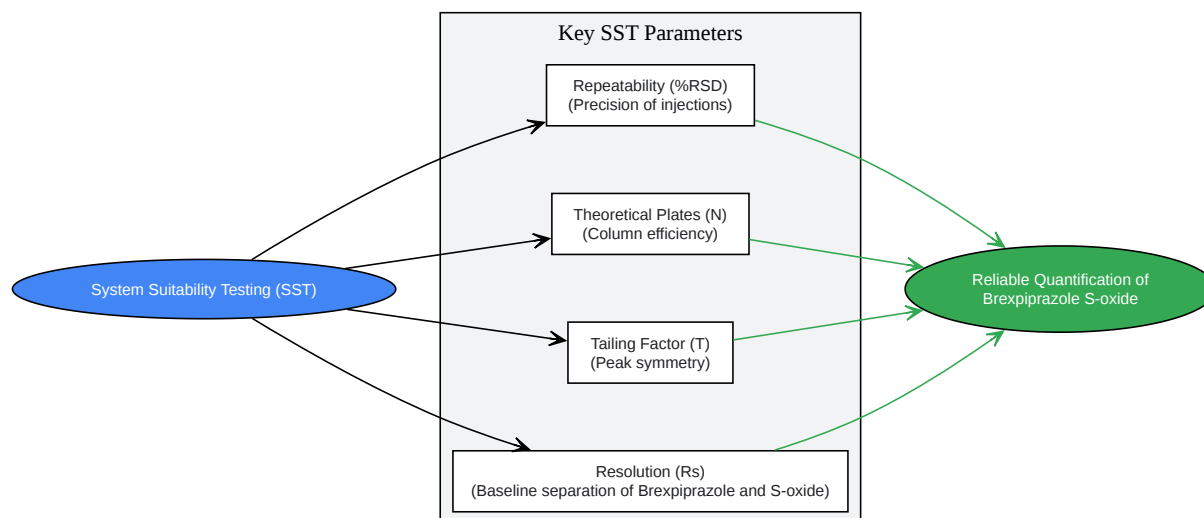 Key SST Parameters
Repeatability (%RSD)
(Precision of injections)
Theoretical Plates (N)
(Column efficiency)
System Suitability Testing (SST)
Reliable Quantification of
Brexpiprazole S-oxide
Tailing Factor (T)
(Peak symmetry)
Resolution (Rs)
(Baseline separation of Brexpiprazole and S-oxide)